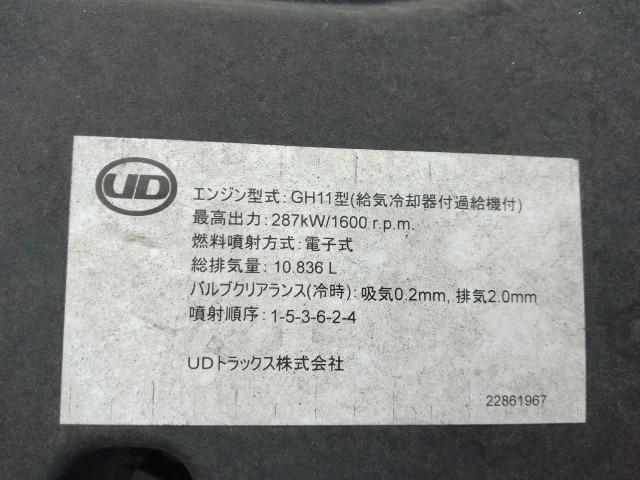 UD
エンジン型式: GH11型(給気冷却器付過給機付)
最高出力: 287kW/1600 r.p.m.
燃料噴射方式: 電子式
総排気量: 10.836 L
バルブクリアランス(冷時): 吸気0.2mm, 排気2.0mm
噴射順序: 1-5-3-6-2-4
UDトラックス株式会社
22861967